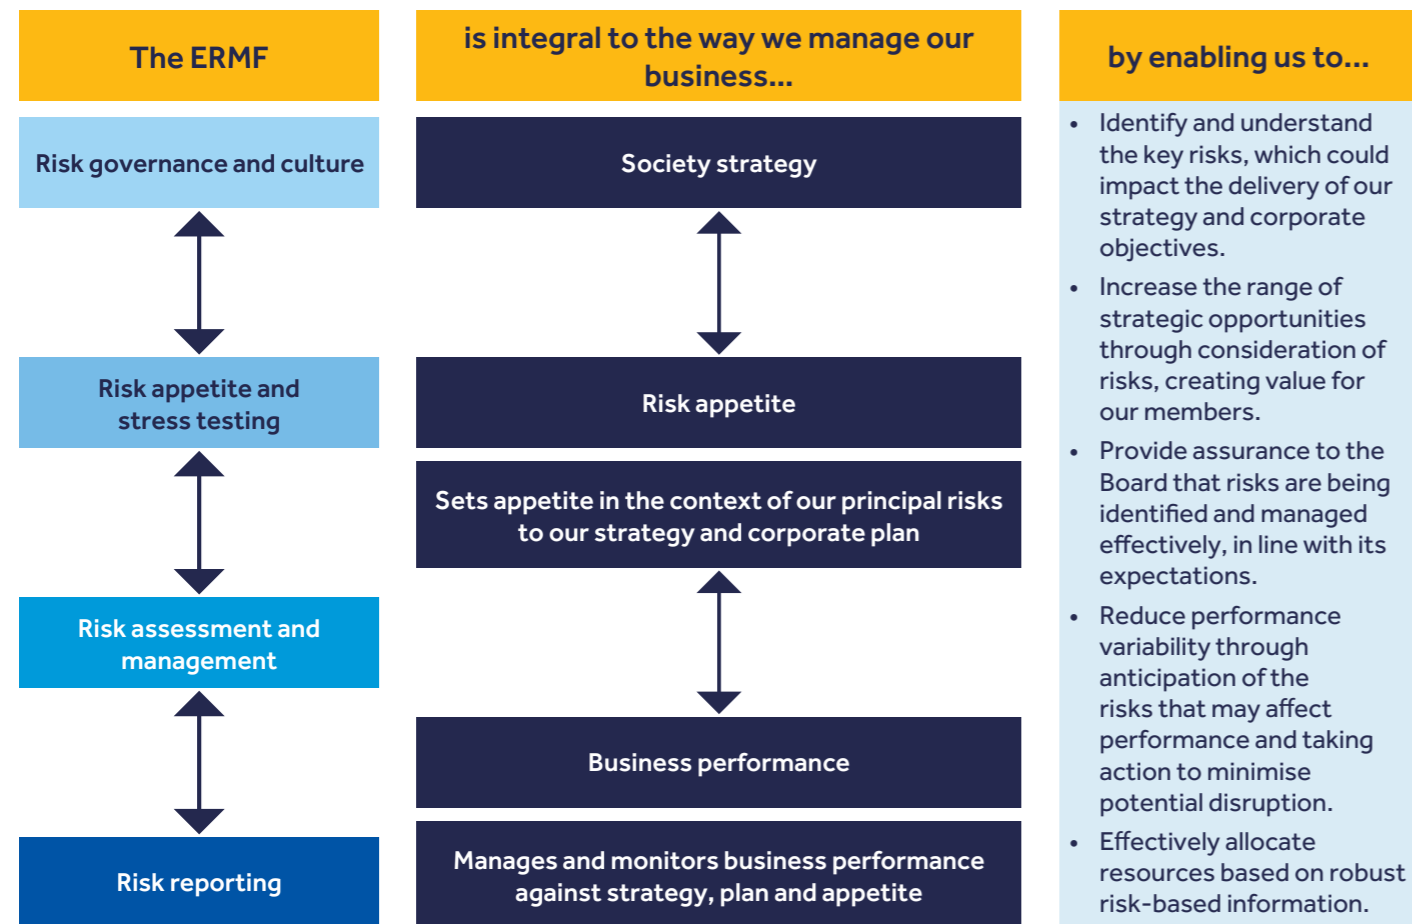 The ERMF
is integral to the way we manage our
business...
by enabling us to...
Risk governance and culture
Risk appetite and
stress testing
Risk assessment and
management
Risk reporting
Society strategy
Risk appetite
Sets appetite in the context of our principal risks
to our strategy and corporate plan
Business performance
Manages and monitors business performance
against strategy, plan and appetite
• Identify and understand
the key risks, which could
impact the delivery of our
strategy and corporate
objectives.
• Increase the range of
strategic opportunities
through consideration of
risks, creating value for
our members.
• Provide assurance to the
Board that risks are being
identified and managed
effectively, in line with its
expectations.
• Reduce performance
variability through
anticipation of the
risks that may affect
performance and taking
action to minimise
potential disruption.
• Effectively allocate
resources based on robust
risk-based information.